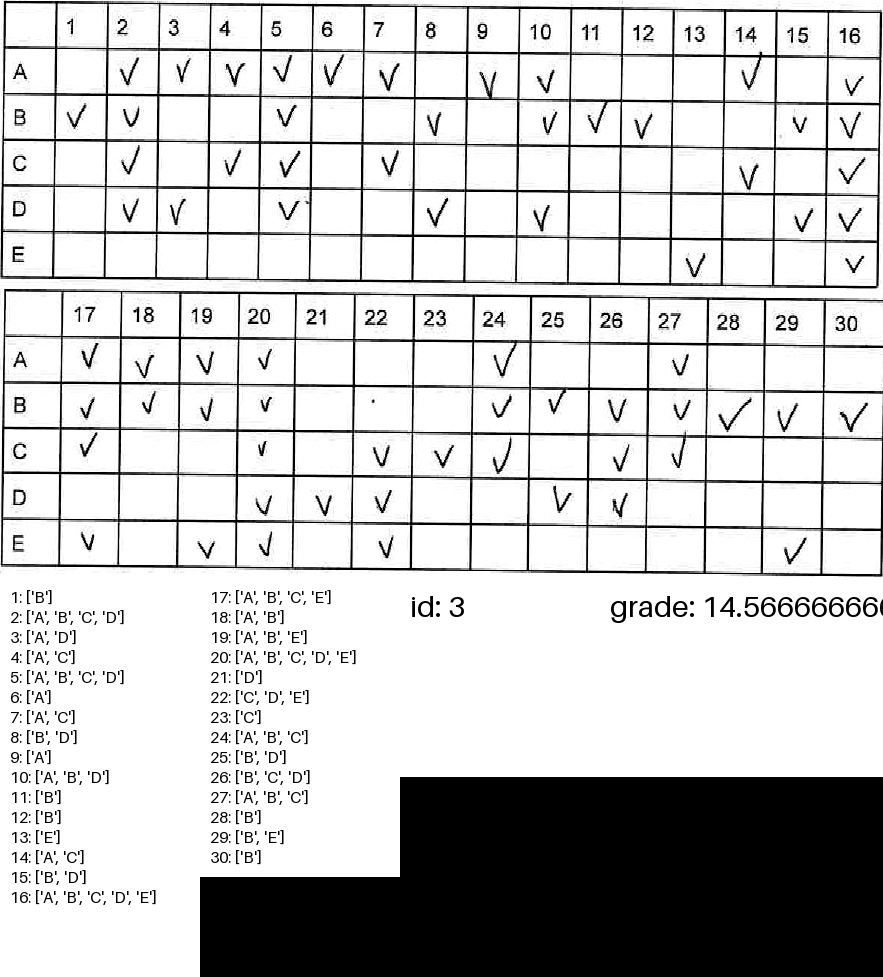 1 2 3 4 5 6 7 8 9 10 11 12 13 14 15 16
A √ √ √ √ √ √ √ √ √ √
B √ √ √ √ √ √ √ √ √
C √ √ √ √ √ √
D √ √ √ √ √ √ √
E √ √
17 18 19 20 21 22 23 24 25 26 27 28 29 30
A √ √ √ √ √ √
B √ √ √ √ √ √ √ √ √ √ √
C √ √ √ √ √ √ √
D √ √ √ √ √
E √ √ √ √ √
1: ['B']
2: ['A', 'B', 'C', 'D']
3: ['A', 'D']
4: ['A', 'C']
5: ['A', 'B', 'C', 'D']
6: ['A']
7: ['A', 'C']
8: ['B', 'D']
9: ['A']
10: ['A', 'B', 'D']
11: ['B']
12: ['B']
13: ['E']
14: ['A', 'C']
15: ['B', 'D']
16: ['A', 'B', 'C', 'D', 'E']
17: ['A', 'B', 'C', 'E']
18: ['A', 'B']
19: ['A', 'B', 'E']
20: ['A', 'B', 'C', 'D', 'E']
21: ['D']
22: ['C', 'D', 'E']
23: ['C']
24: ['A', 'B', 'C']
25: ['B', 'D']
26: ['B', 'C', 'D']
27: ['A', 'B', 'C']
28: ['B']
29: ['B', 'E']
30: ['B']
id: 3
grade: 14.566666666